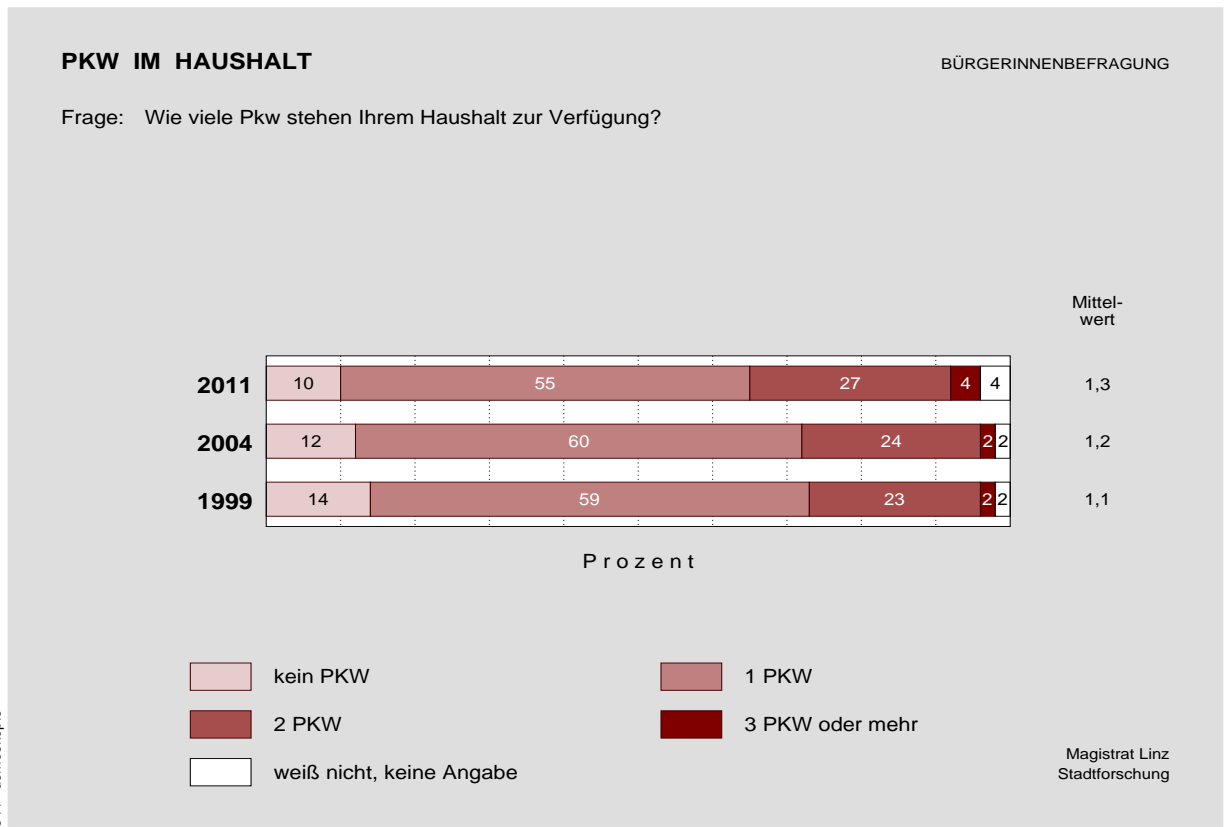 PKW IM HAUSHALT
BÜRGERINNENBEFRAGUNG
Frage: Wie viele Pkw stehen Ihrem Haushalt zur Verfügung?
Mittel-
wert
2011 10 55 27 4 4 1,3
2004 12 60 24 2 2 1,2
1999 14 59 23 2 2 1,1
Prozent
kein PKW 1 PKW
2 PKW 3 PKW oder mehr
weiß nicht, keine Angabe
Magistrat Linz
Stadtforschung